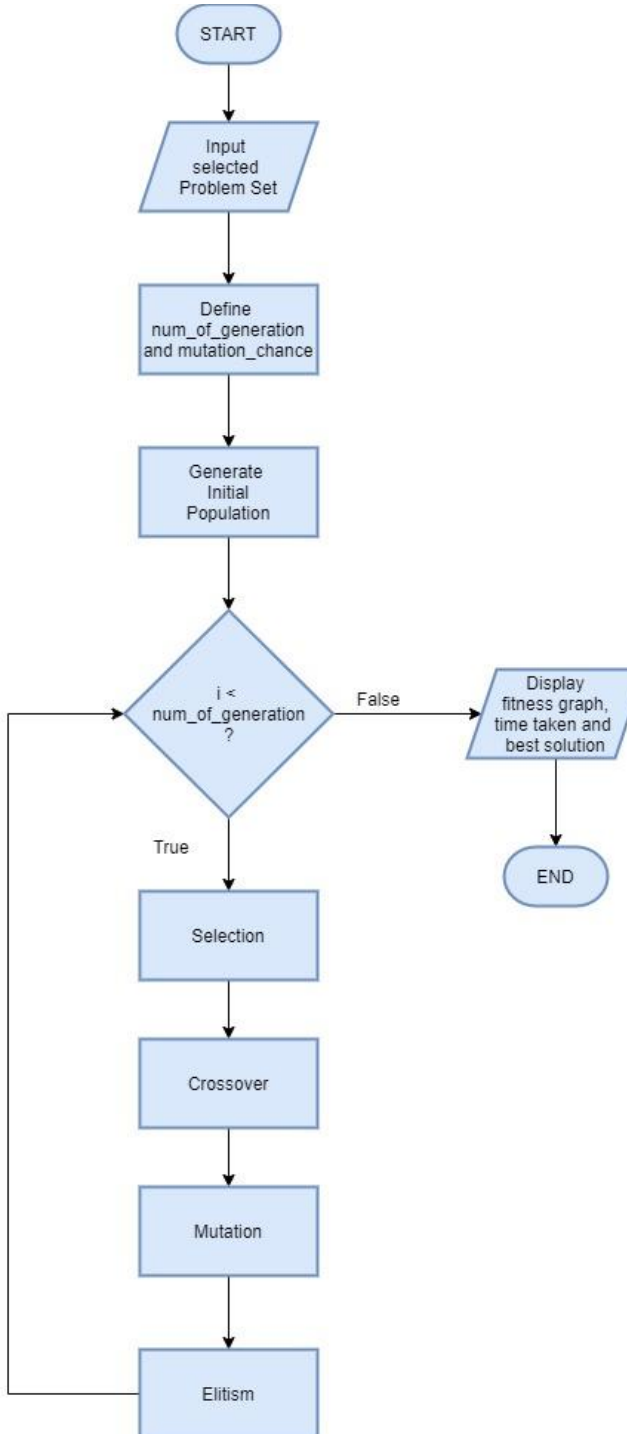 START
Input
selected
Problem Set
Define
num_of_generation
and mutation_chance
Generate
Initial
Population
i <
num_of_generation
?
False
Display
fitness graph,
time taken and
best solution
END
True
Selection
Crossover
Mutation
Elitism